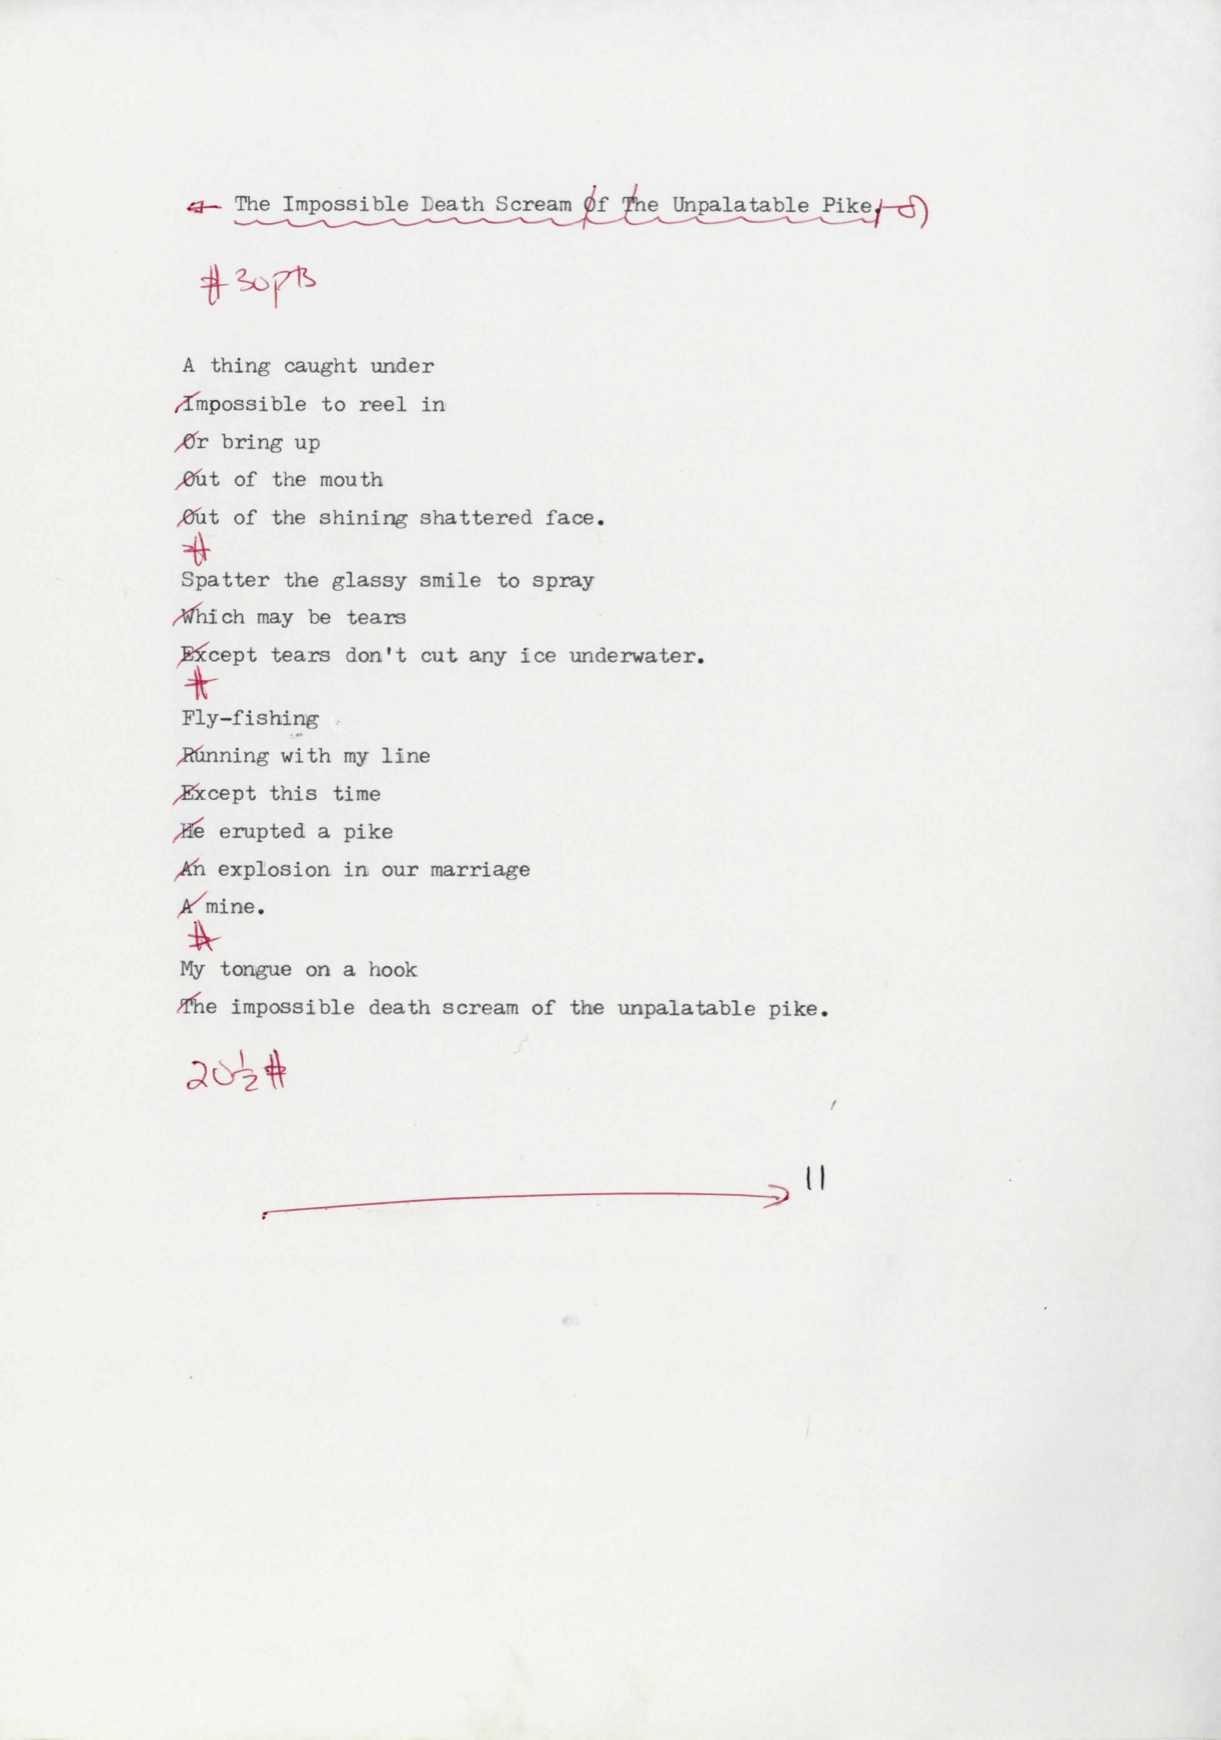 The Impossible Death Scream Of The Unpalatable Pike.
# 30pts
A thing caught under
Impossible to reel in
Or bring up
Out of the mouth
Out of the shining shattered face.
#
Spatter the glassy smile to spray
Which may be tears
Except tears don't cut any ice underwater.
#
Fly-fishing
Running with my line
Except this time
He erupted a pike
An explosion in our marriage
A mine.
#
My tongue on a hook
The impossible death scream of the unpalatable pike.
20½ #
11